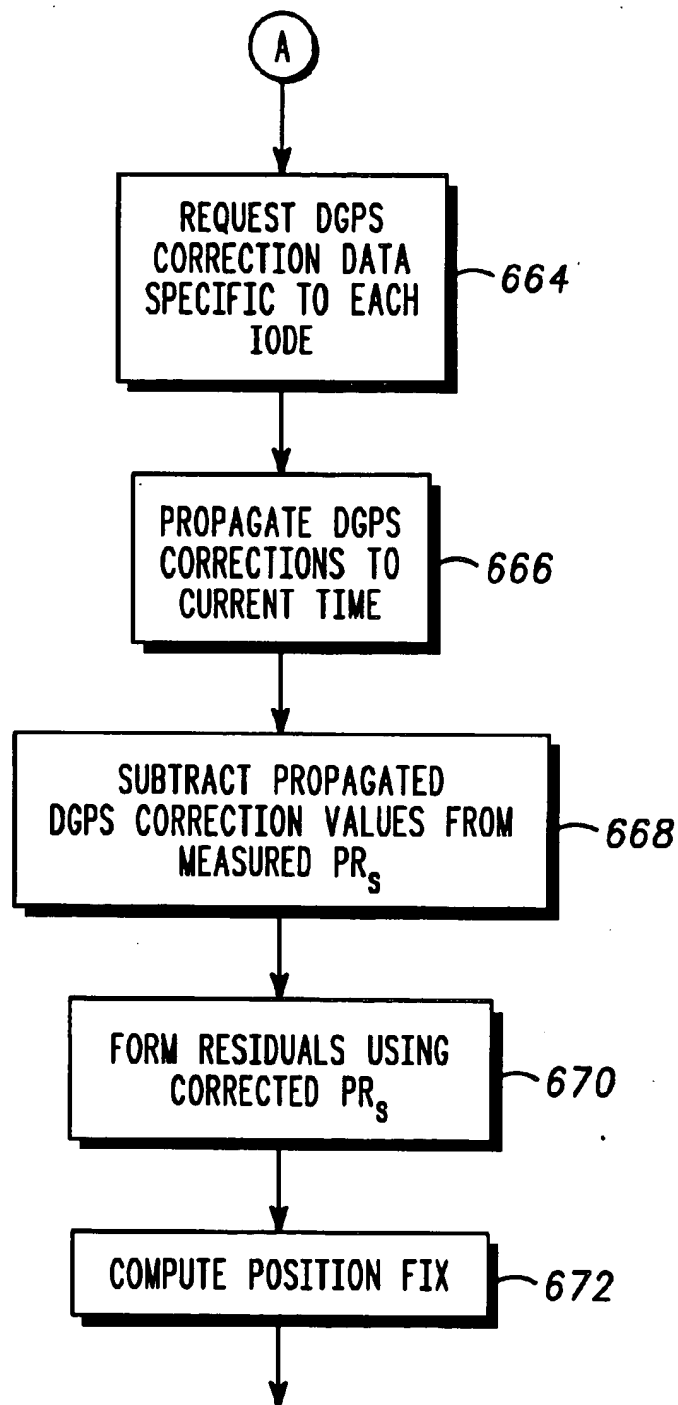 A
REQUEST DGPS
CORRECTION DATA
SPECIFIC TO EACH
IODE
664
PROPAGATE DGPS
CORRECTIONS TO
CURRENT TIME
666
SUBTRACT PROPAGATED
DGPS CORRECTION VALUES FROM
MEASURED PRs
668
FORM RESIDUALS USING
CORRECTED PRs
670
COMPUTE POSITION FIX
672